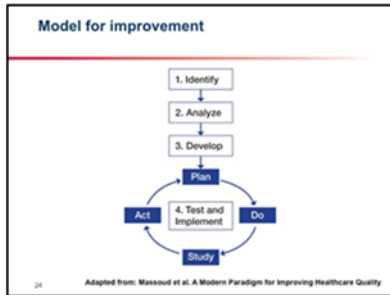 Model for improvement
1. Identify
2. Analyze
3. Develop
Plan
Act
4. Test and
Implement
Do
Study
24
Adapted from: Massoud et al. A Modern Paradigm for Improving Healthcare Quality